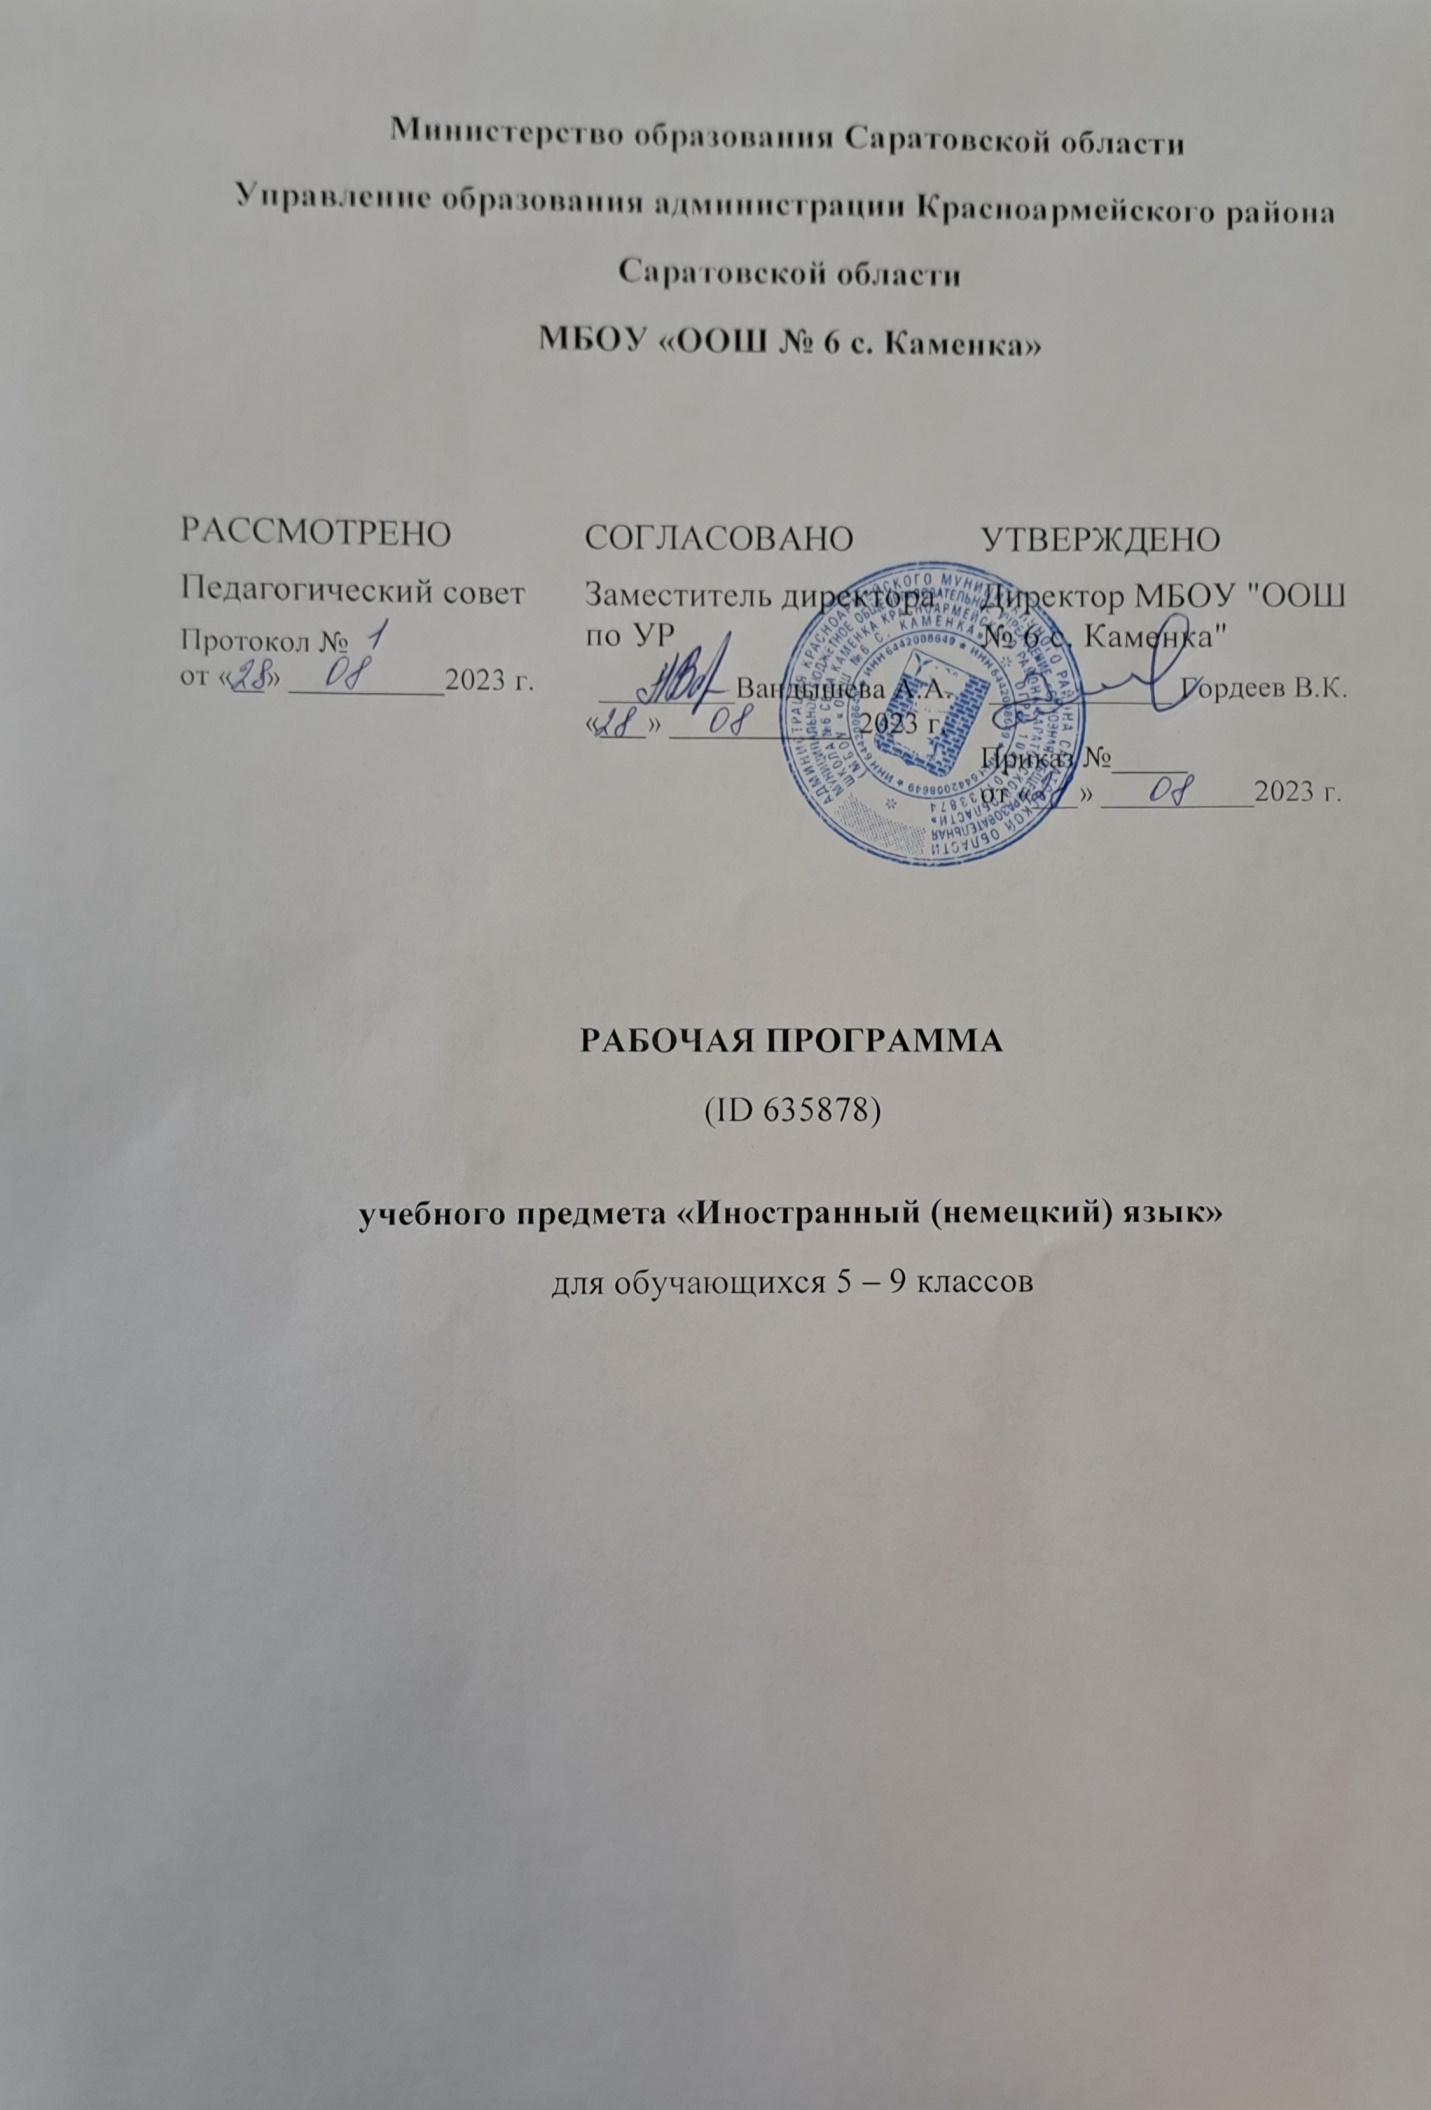 Министерство образования Саратовской области
Управление образования администрации Красноармейского района
Саратовской области
МБОУ «ООШ № 6 с. Каменка»
РАССМОТРЕНО
Педагогический совет
Протокол № 1
от «28» 08 2023 г.
СОГЛАСОВАНО
Заместитель директора
по УР
Вандышева А.А.
«28» 08 2023 г.
УТВЕРЖДЕНО
Директор МБОУ "ООШ
№ 6 с. Каменка"
Гордеев В.К.
Приказ №
от «28» 08 2023 г.
РАБОЧАЯ ПРОГРАММА
(ID 635878)
учебного предмета «Иностранный (немецкий) язык»
для обучающихся 5 – 9 классов